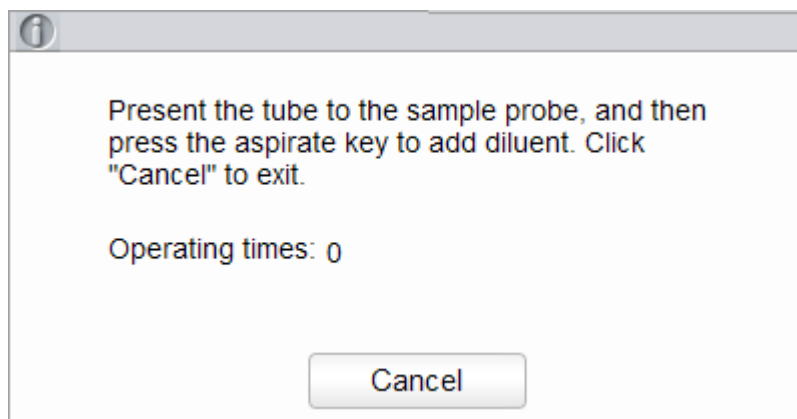 Present the tube to the sample probe, and then
press the aspirate key to add diluent. Click
"Cancel" to exit.
Operating times: 0
Cancel